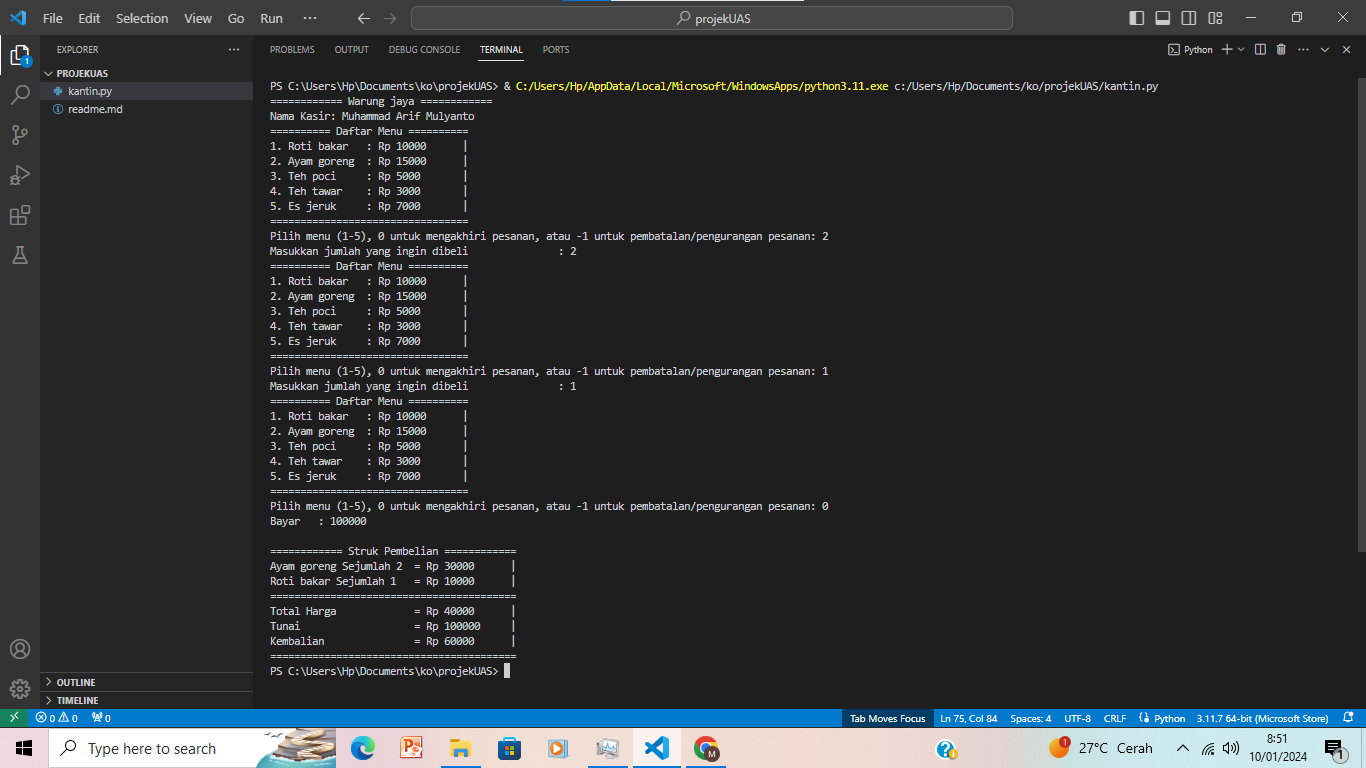 File Edit Selection View Go Run ··· projekUAS
EXPLORER ···
PROJEKUAS
kantin.py
readme.md
OUTLINE
TIMELINE
PROBLEMS OUTPUT DEBUG CONSOLE TERMINAL PORTS Python
PS C:\Users\Hp\Documents\ko\projekUAS> & C:/Users/Hp/AppData/Local/Microsoft/WindowsApps/python3.11.exe c:/Users/Hp/Documents/ko/projekUAS/kantin.py
============ Warung jaya ============
Nama Kasir: Muhammad Arif Mulyanto
========== Daftar Menu ==========
1. Roti bakar   : Rp 10000      |
2. Ayam goreng  : Rp 15000      |
3. Teh poci     : Rp 5000       |
4. Teh tawar    : Rp 3000       |
5. Es jeruk     : Rp 7000       |
=================================
Pilih menu (1-5), 0 untuk mengakhiri pesanan, atau -1 untuk pembatalan/pengurangan pesanan: 2
Masukkan jumlah yang ingin dibeli               : 2
========== Daftar Menu ==========
1. Roti bakar   : Rp 10000      |
2. Ayam goreng  : Rp 15000      |
3. Teh poci     : Rp 5000       |
4. Teh tawar    : Rp 3000       |
5. Es jeruk     : Rp 7000       |
=================================
Pilih menu (1-5), 0 untuk mengakhiri pesanan, atau -1 untuk pembatalan/pengurangan pesanan: 1
Masukkan jumlah yang ingin dibeli               : 1
========== Daftar Menu ==========
1. Roti bakar   : Rp 10000      |
2. Ayam goreng  : Rp 15000      |
3. Teh poci     : Rp 5000       |
4. Teh tawar    : Rp 3000       |
5. Es jeruk     : Rp 7000       |
=================================
Pilih menu (1-5), 0 untuk mengakhiri pesanan, atau -1 untuk pembatalan/pengurangan pesanan: 0
Bayar   : 100000
============ Struk Pembelian ============
Ayam goreng Sejumlah 2  = Rp 30000      |
Roti bakar Sejumlah 1   = Rp 10000      |
=========================================
Total Harga             = Rp 40000      |
Tunai                   = Rp 100000     |
Kembalian               = Rp 60000      |
=========================================
PS C:\Users\Hp\Documents\ko\projekUAS>
0 0 0 Tab Moves Focus Ln 75, Col 84 Spaces: 4 UTF-8 CRLF Python 3.11.7 64-bit (Microsoft Store)
Type here to search 27°C Cerah 8:51
10/01/2024